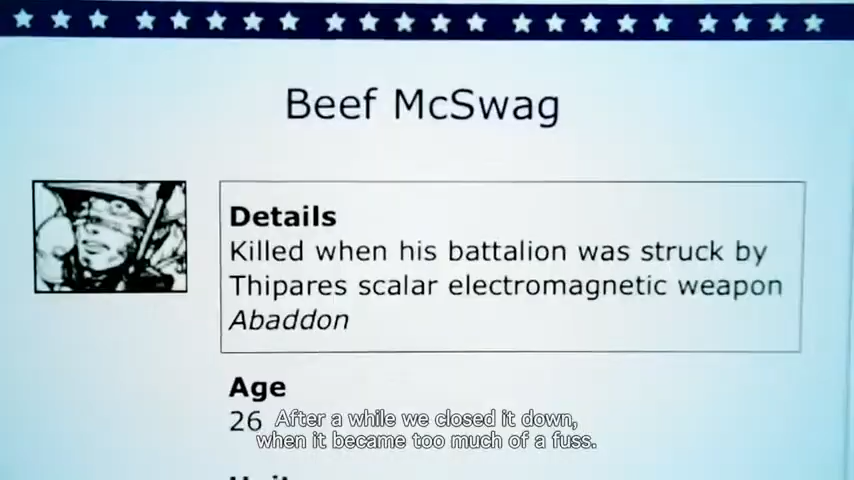 Beef McSwag
Details
Killed when his battalion was struck by
Thipares scalar electromagnetic weapon
Abaddon
Age
26
After a while we closed it down,
when it became too much of a fuss.